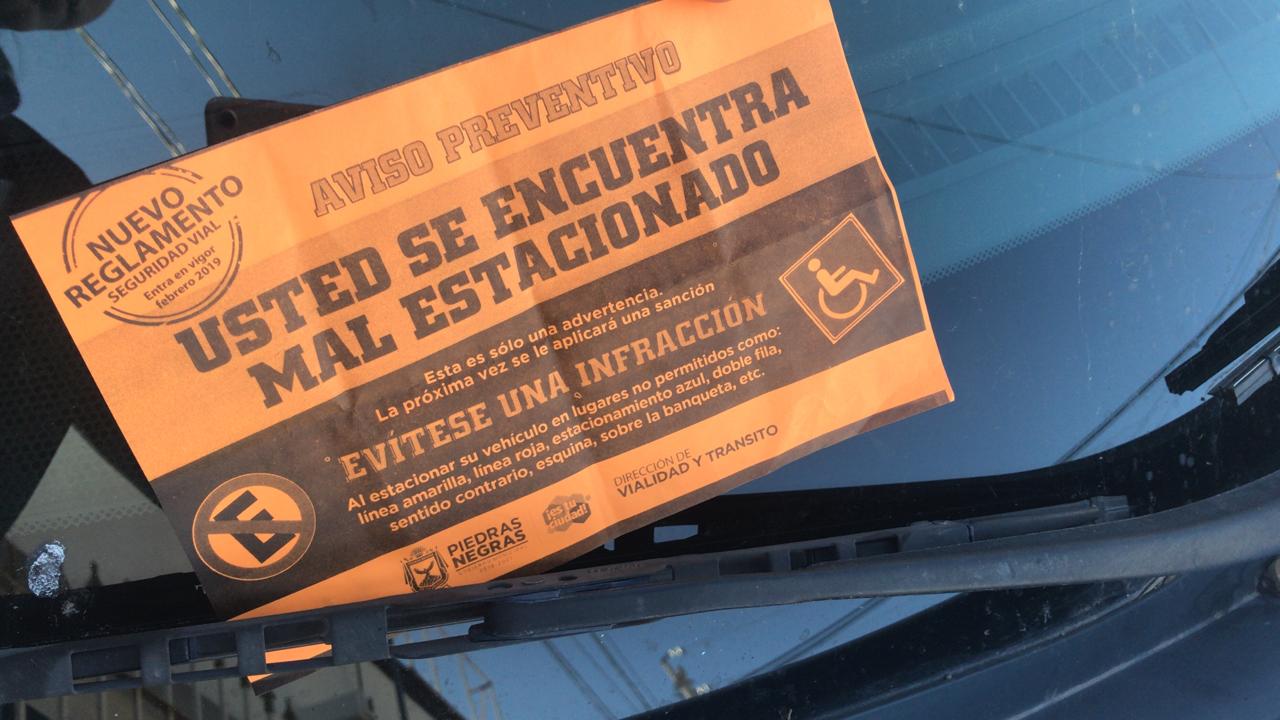 AVISO PREVENTIVO
NUEVO
REGLAMENTO
SEGURIDAD VIAL
Entra en vigor
febrero 2019
USTED SE ENCUENTRA
MAL ESTACIONADO
Esta es sólo una advertencia.
La próxima vez se le aplicará una sanción
EVÍTESE UNA INFRACCIÓN
Al estacionar su vehículo en lugares no permitidos como:
línea amarilla, línea roja, estacionamiento azul, doble fila,
sentido contrario, esquina, sobre la banqueta, etc.
E
PIEDRAS
NEGRAS
¡es tu
ciudad!
DIRECCIÓN DE
VIALIDAD Y TRANSITO